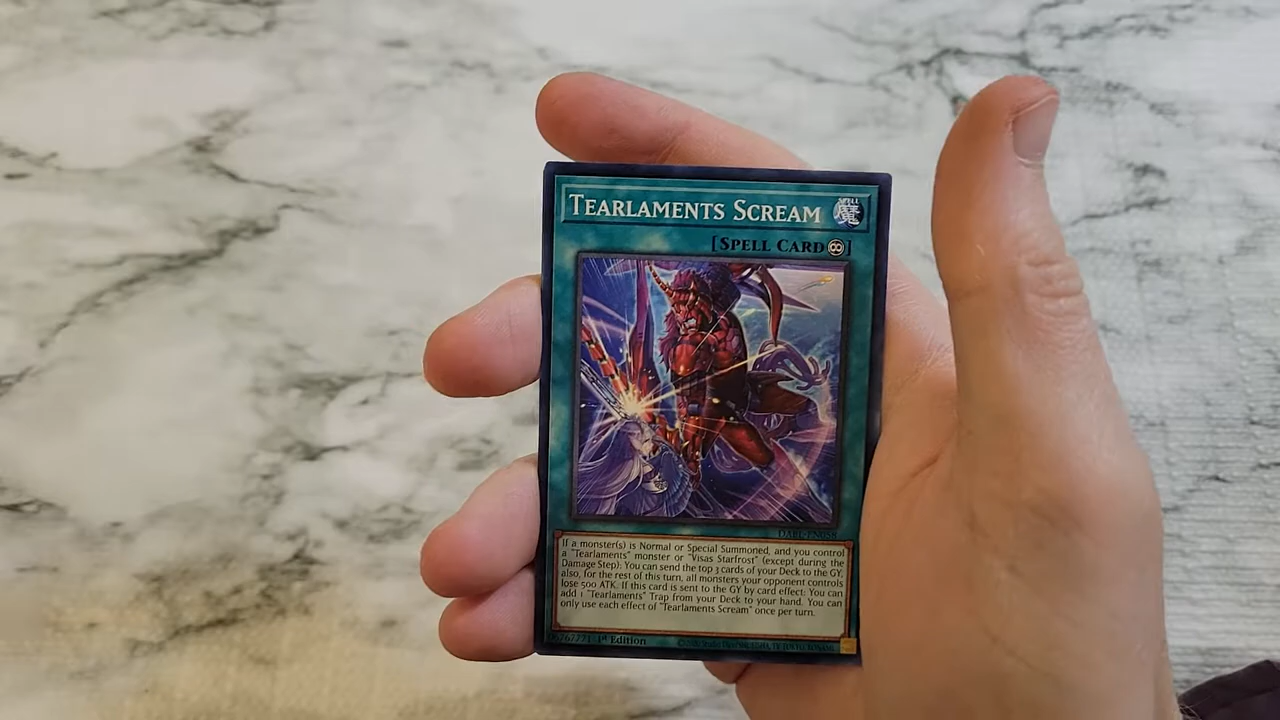 TEARLAMENTS SCREAM 魔
[SPELL CARD]
DABL-EN058
If a monster(s) is Normal or Special Summoned, and you control
a "Tearlaments" monster or "Visas Starfrost" (except during the
Damage Step): You can send the top 3 cards of your Deck to the GY,
also, for the rest of this turn, all monsters your opponent controls
lose 500 ATK. If this card is sent to the GY by card effect: You can
add 1 "Tearlaments" Trap from your Deck to your hand. You can
only use each effect of "Tearlaments Scream" once per turn.
1st Edition